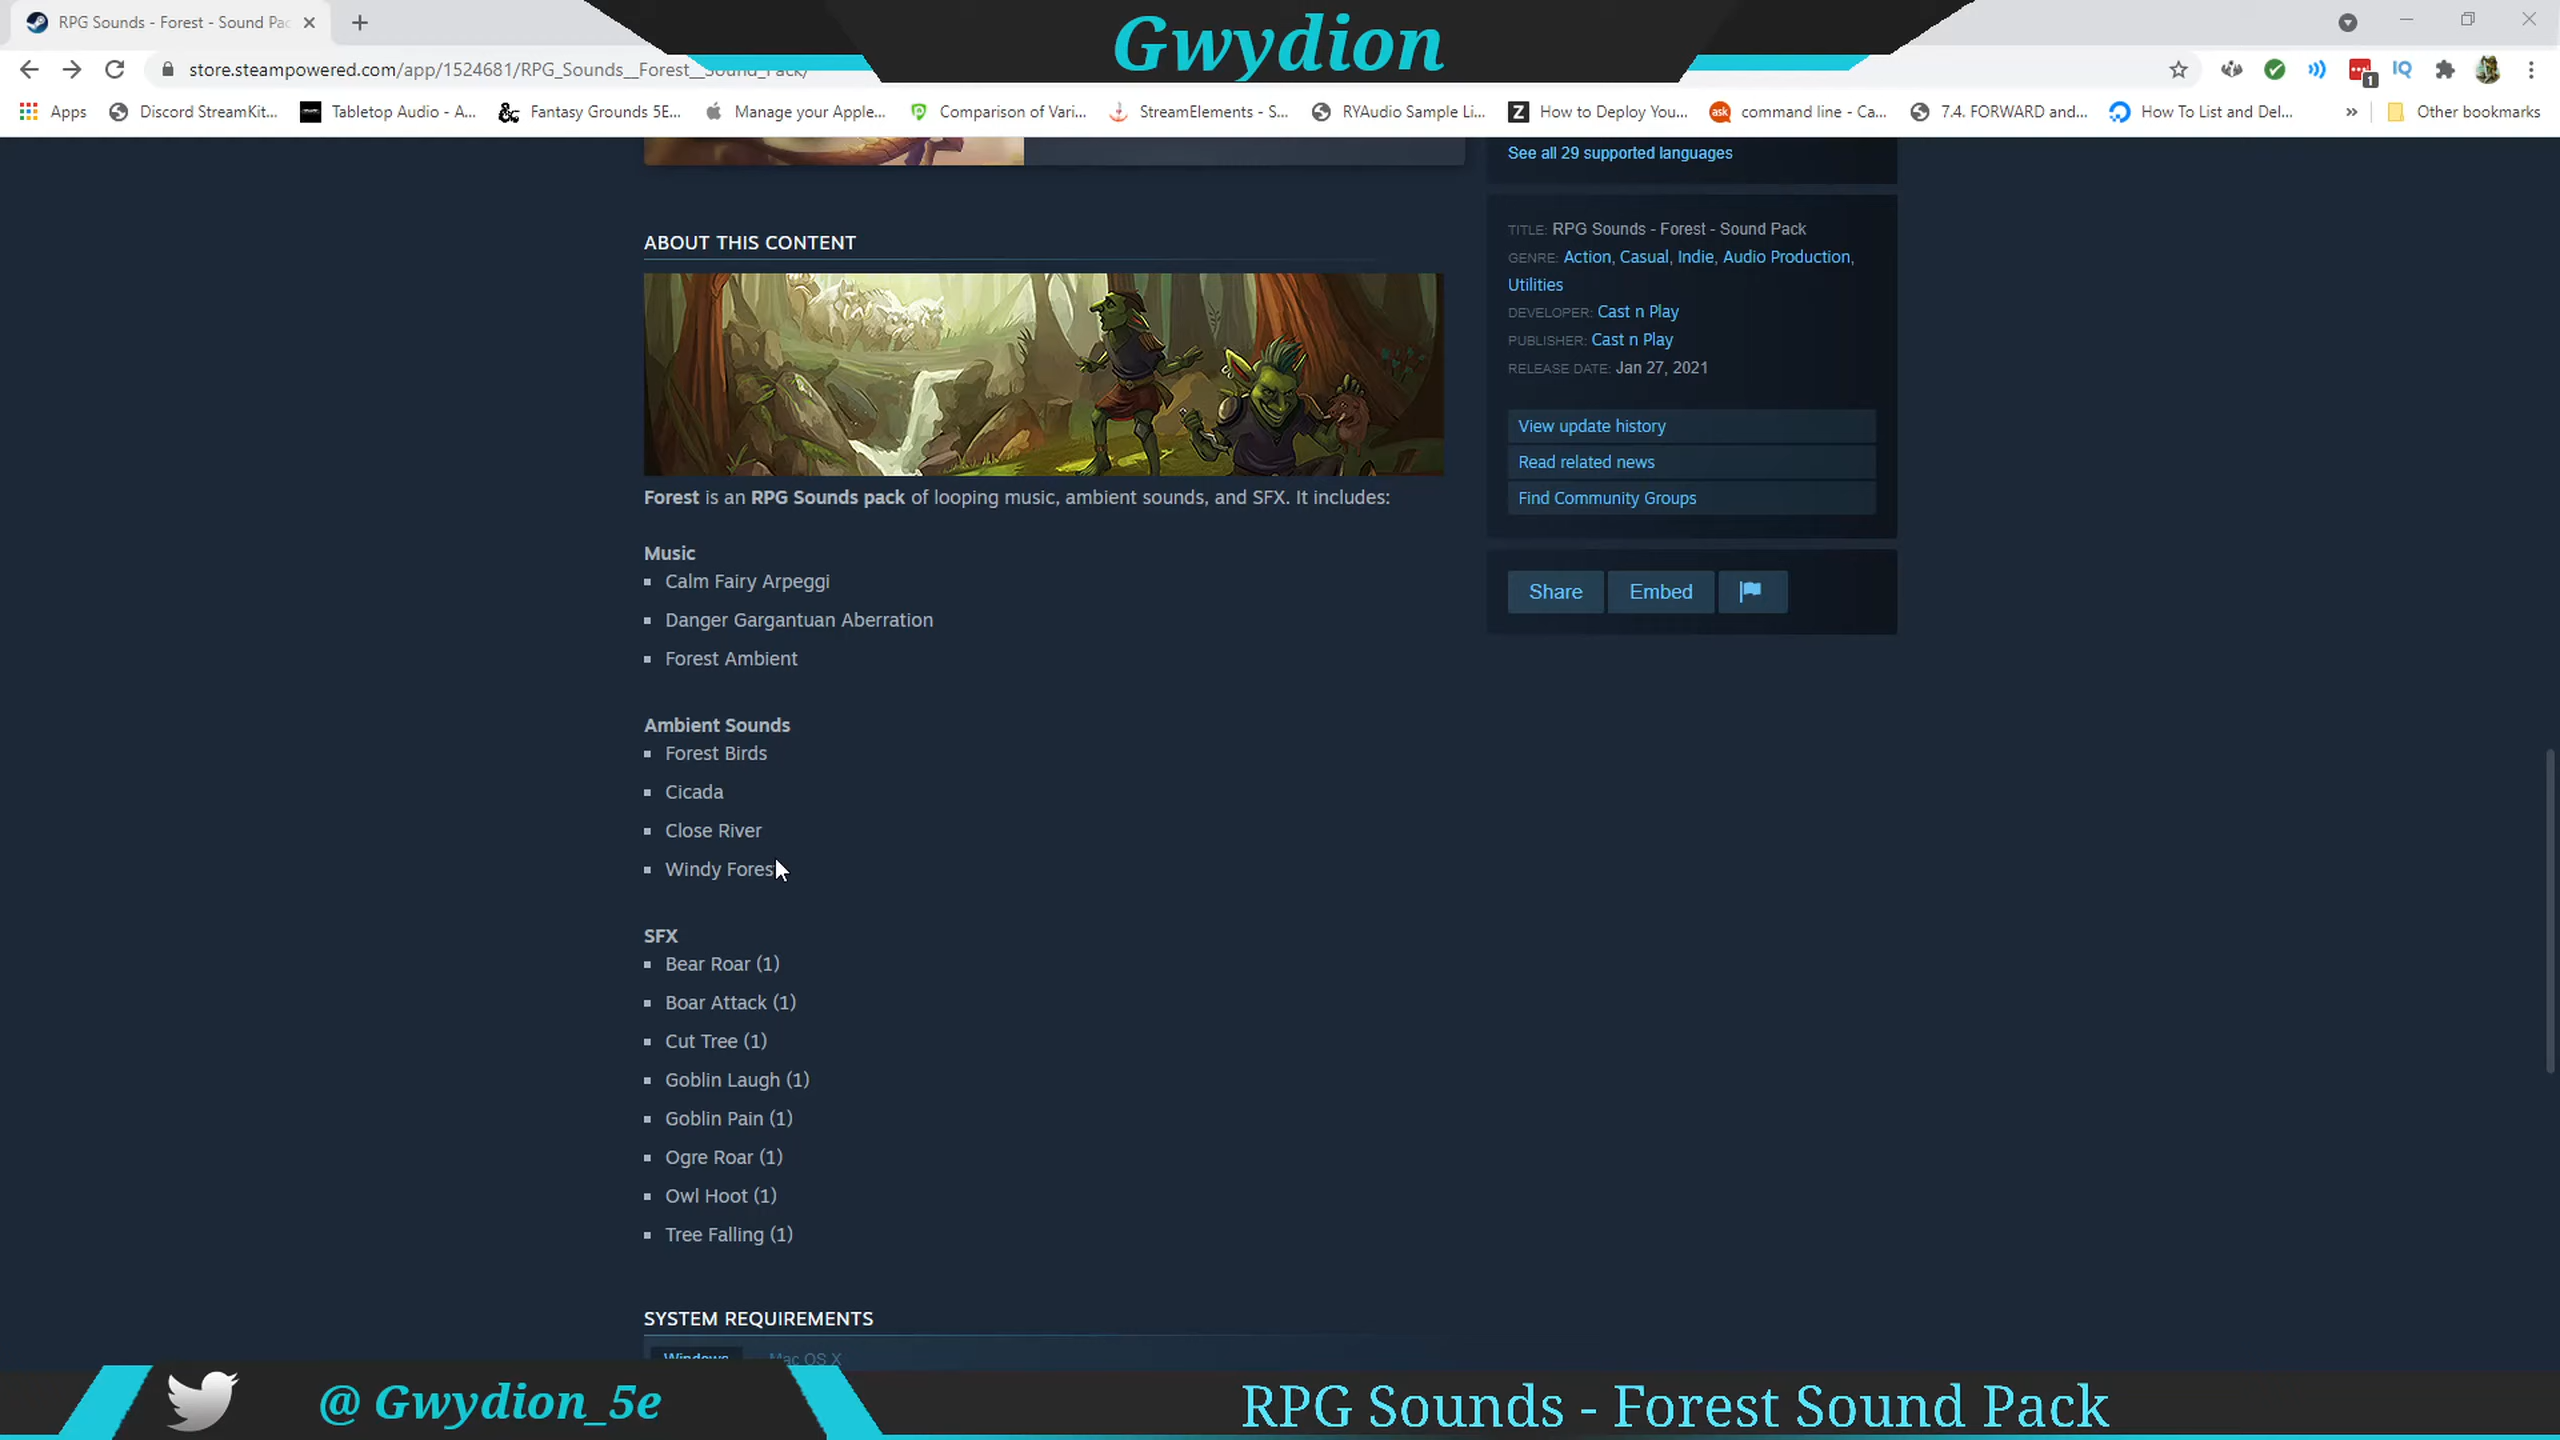 RPG Sounds - Forest - Sound Pac
Gwydion
store.steampowered.com/app/1524681/RPG_Sounds__Forest__Sound_Pack/
1
IQ
Apps
Discord StreamKit...
Tabletop Audio - A...
Fantasy Grounds 5E...
Manage your Apple...
Comparison of Vari...
StreamElements - S...
RYAudio Sample Li...
How to Deploy You...
ask
command line - Ca...
7.4. FORWARD and...
How To List and Del...
»
Other bookmarks
See all 29 supported languages
ABOUT THIS CONTENT
Forest is an RPG Sounds pack of looping music, ambient sounds, and SFX. It includes:
Music
Calm Fairy Arpeggi
Danger Gargantuan Aberration
Forest Ambient
Ambient Sounds
Forest Birds
Cicada
Close River
Windy Forest
SFX
Bear Roar (1)
Boar Attack (1)
Cut Tree (1)
Goblin Laugh (1)
Goblin Pain (1)
Ogre Roar (1)
Owl Hoot (1)
Tree Falling (1)
SYSTEM REQUIREMENTS
Windows
Mac OS X
TITLE: RPG Sounds - Forest - Sound Pack
GENRE: Action, Casual, Indie, Audio Production,
Utilities
DEVELOPER: Cast n Play
PUBLISHER: Cast n Play
RELEASE DATE: Jan 27, 2021
View update history
Read related news
Find Community Groups
Share
Embed
@ Gwydion_5e
RPG Sounds - Forest Sound Pack